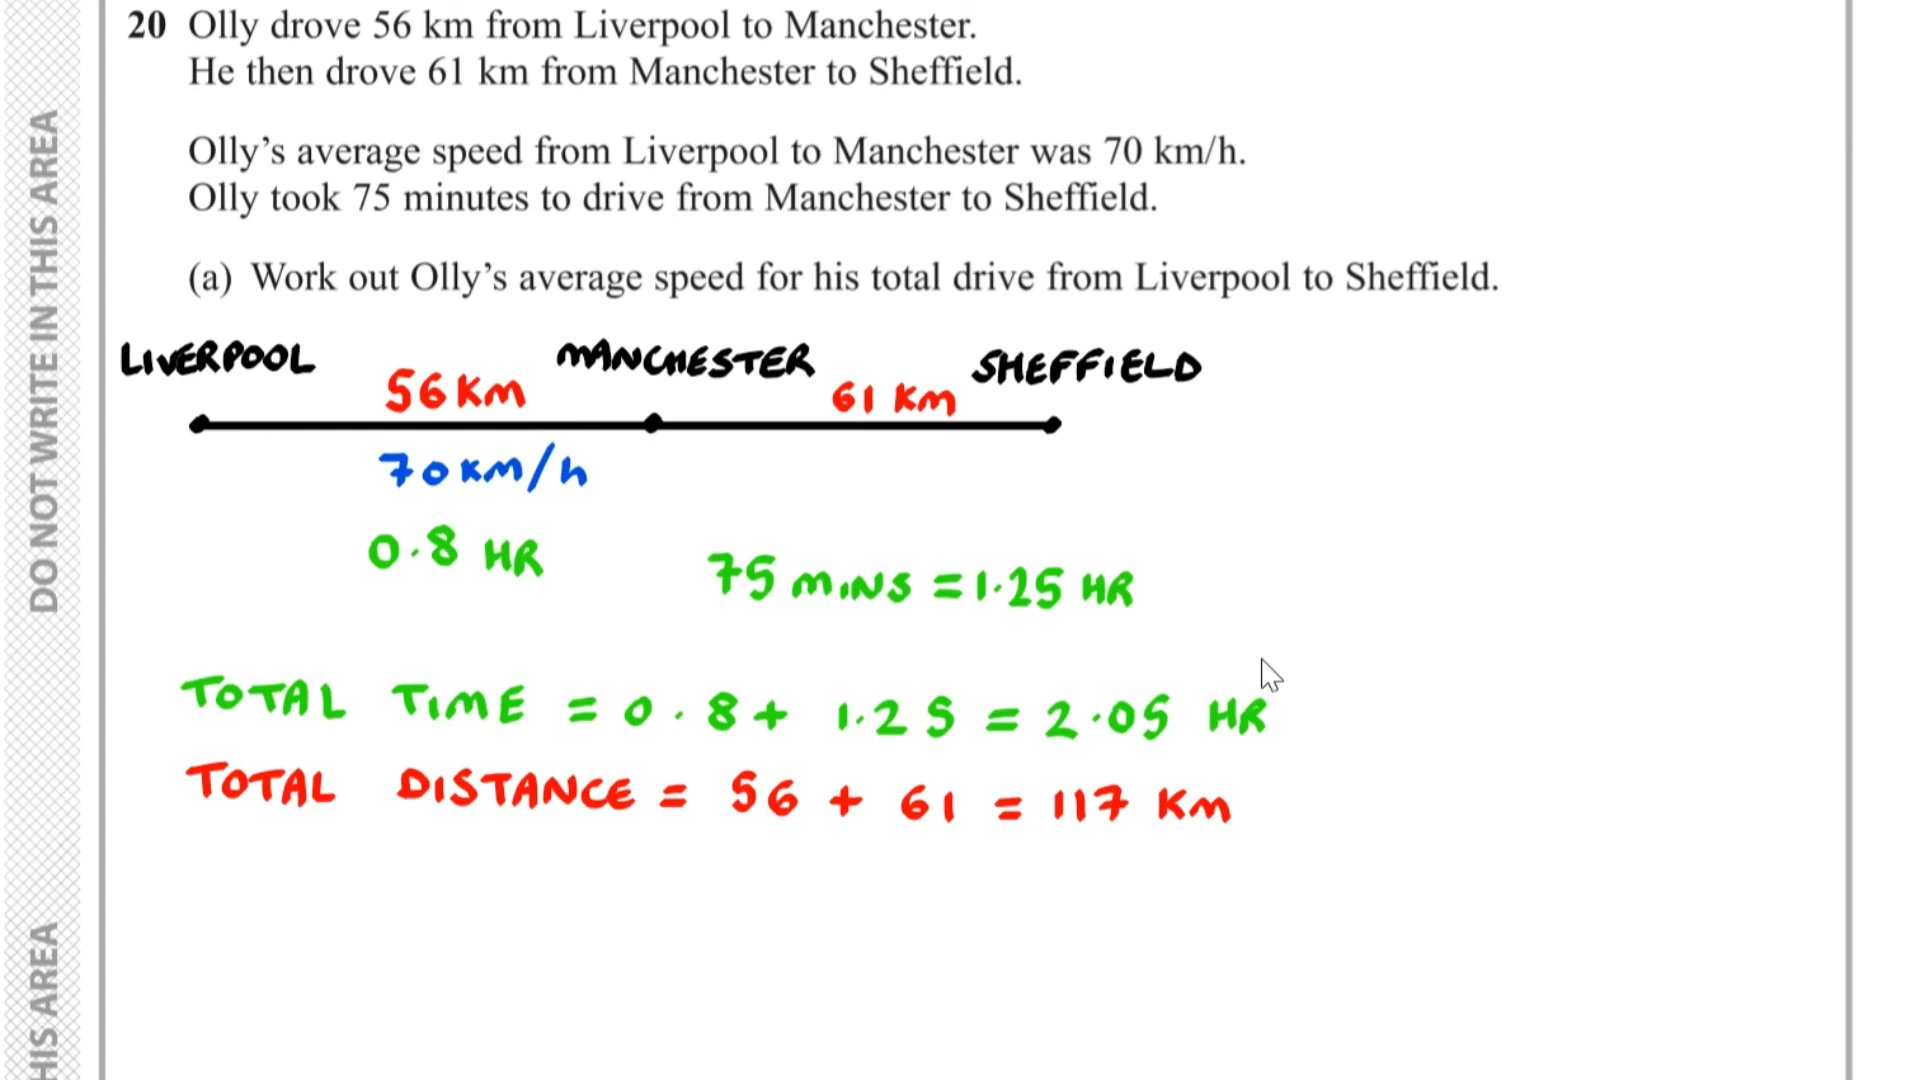 20 Olly drove 56 km from Liverpool to Manchester.
He then drove 61 km from Manchester to Sheffield.
Olly’s average speed from Liverpool to Manchester was 70 km/h.
Olly took 75 minutes to drive from Manchester to Sheffield.
(a) Work out Olly’s average speed for his total drive from Liverpool to Sheffield.
LIVERPOOL MANCHESTER SHEFFIELD
56 Km 61 Km
70 Km/h
0.8 HR
75 MINS = 1.25 HR
TOTAL TIME = 0.8 + 1.25 = 2.05 HR
TOTAL DISTANCE = 56 + 61 = 117 Km
DO NOT WRITE IN THIS AREA
HIS AREA